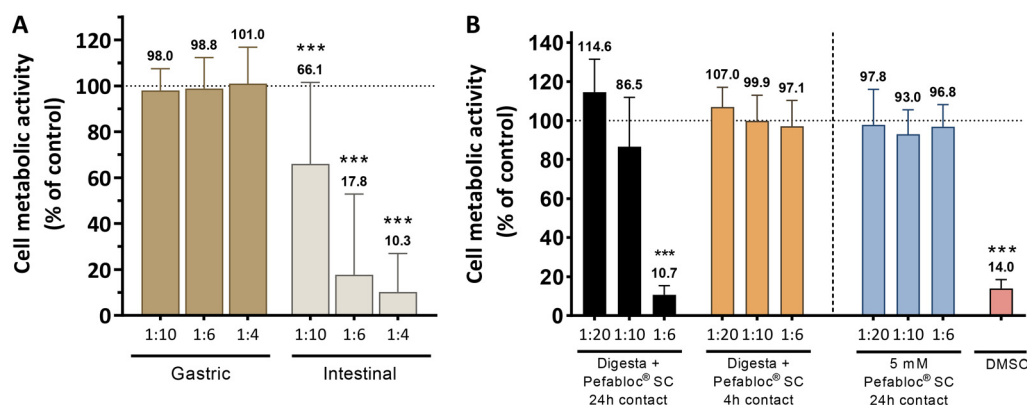 A
Cell metabolic activity
(% of control)
120
100
80
60
40
20
0
98.0
98.8
101.0
***
66.1
***
17.8
***
10.3
1:10 1:6 1:4 1:10 1:6 1:4
Gastric Intestinal
B
Cell metabolic activity
(% of control)
140
120
100
80
60
40
20
0
114.6
86.5
***
10.7
107.0
99.9
97.1
97.8
93.0
96.8
***
14.0
1:20 1:10 1:6 1:20 1:10 1:6 1:20 1:10 1:6
Digesta +
Pefabloc® SC
24h contact
Digesta +
Pefabloc® SC
4h contact
5 mM
Pefabloc® SC
24h contact
DMSO